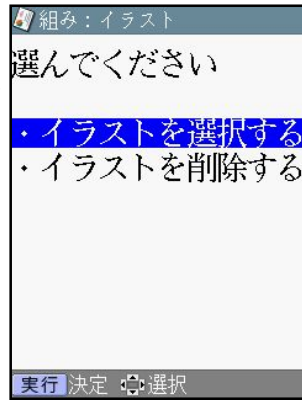 組み：イラスト
選んでください
・イラストを選択する
・イラストを削除する
実行 決定 選択